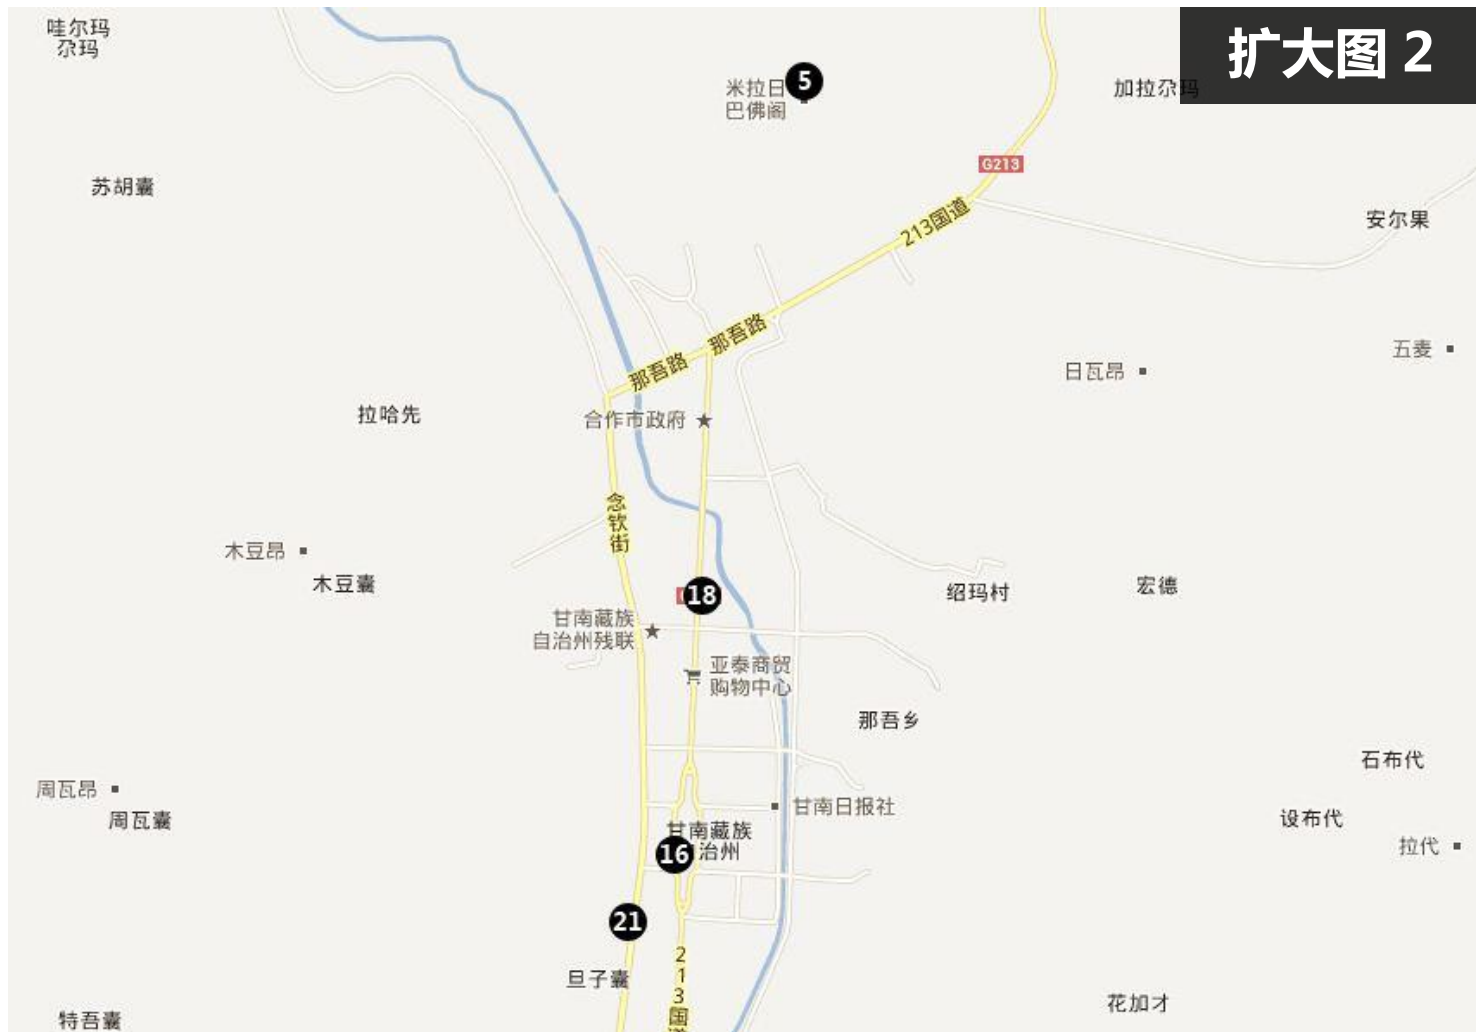 哇尔玛
尕玛
扩大图 2
5
米拉日
巴佛阁
加拉尕玛
G213
苏胡囊
213国道
安尔果
那吾路
那吾路
五麦
日瓦昂
拉哈先
合作市政府
念钦街
木豆昂
木豆囊
绍玛村
宏德
18
甘南藏族
自治州残联
亚泰商贸
购物中心
那吾乡
石布代
周瓦昂
周瓦囊
甘南日报社
设布代
甘南藏族
治州
16
拉代
21
213国道
旦子囊
花加才
特吾囊